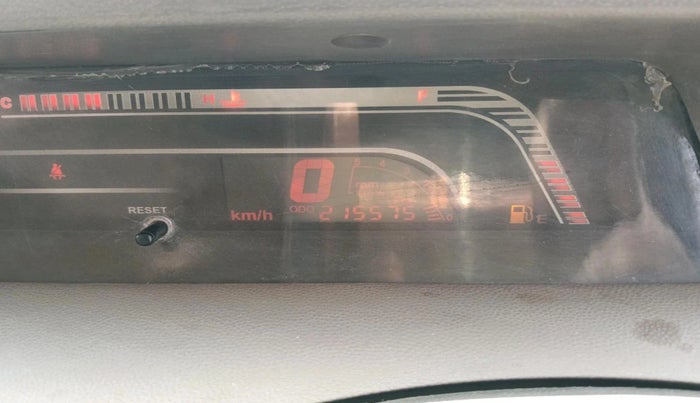 C H F
0
RESET
km/h ODO 215575
E